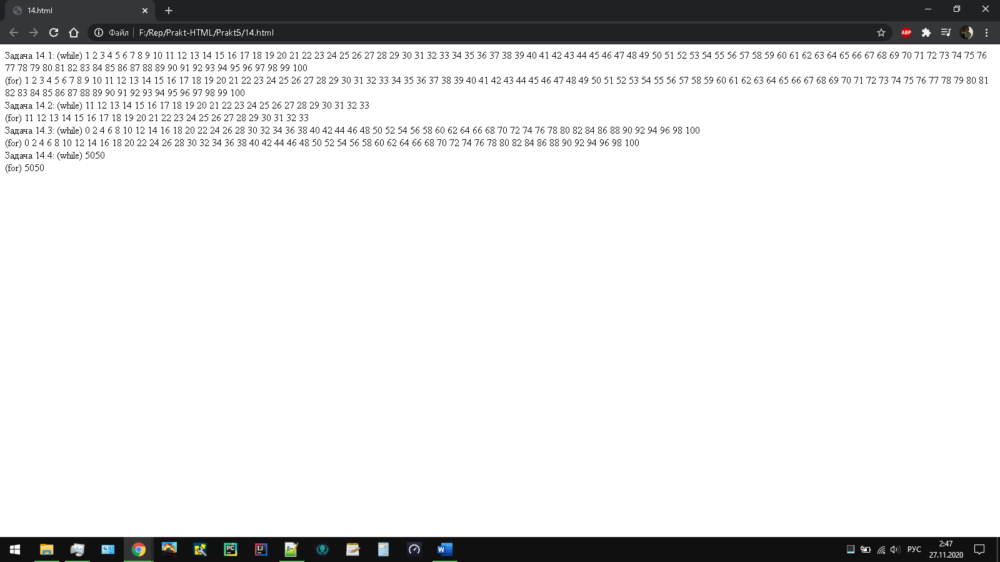 14.html
Файл F:/Rep/Prakt-HTML/Prakt5/14.html
ABP
Задача 14.1: (while) 1 2 3 4 5 6 7 8 9 10 11 12 13 14 15 16 17 18 19 20 21 22 23 24 25 26 27 28 29 30 31 32 33 34 35 36 37 38 39 40 41 42 43 44 45 46 47 48 49 50 51 52 53 54 55 56 57 58 59 60 61 62 63 64 65 66 67 68 69 70 71 72 73 74 75 76
77 78 79 80 81 82 83 84 85 86 87 88 89 90 91 92 93 94 95 96 97 98 99 100
(for) 1 2 3 4 5 6 7 8 9 10 11 12 13 14 15 16 17 18 19 20 21 22 23 24 25 26 27 28 29 30 31 32 33 34 35 36 37 38 39 40 41 42 43 44 45 46 47 48 49 50 51 52 53 54 55 56 57 58 59 60 61 62 63 64 65 66 67 68 69 70 71 72 73 74 75 76 77 78 79 80 81
82 83 84 85 86 87 88 89 90 91 92 93 94 95 96 97 98 99 100
Задача 14.2: (while) 11 12 13 14 15 16 17 18 19 20 21 22 23 24 25 26 27 28 29 30 31 32 33
(for) 11 12 13 14 15 16 17 18 19 20 21 22 23 24 25 26 27 28 29 30 31 32 33
Задача 14.3: (while) 0 2 4 6 8 10 12 14 16 18 20 22 24 26 28 30 32 34 36 38 40 42 44 46 48 50 52 54 56 58 60 62 64 66 68 70 72 74 76 78 80 82 84 86 88 90 92 94 96 98 100
(for) 0 2 4 6 8 10 12 14 16 18 20 22 24 26 28 30 32 34 36 38 40 42 44 46 48 50 52 54 56 58 60 62 64 66 68 70 72 74 76 78 80 82 84 86 88 90 92 94 96 98 100
Задача 14.4: (while) 5050
(for) 5050
PC
IJ
W
РУС
2:47
27.11.2020